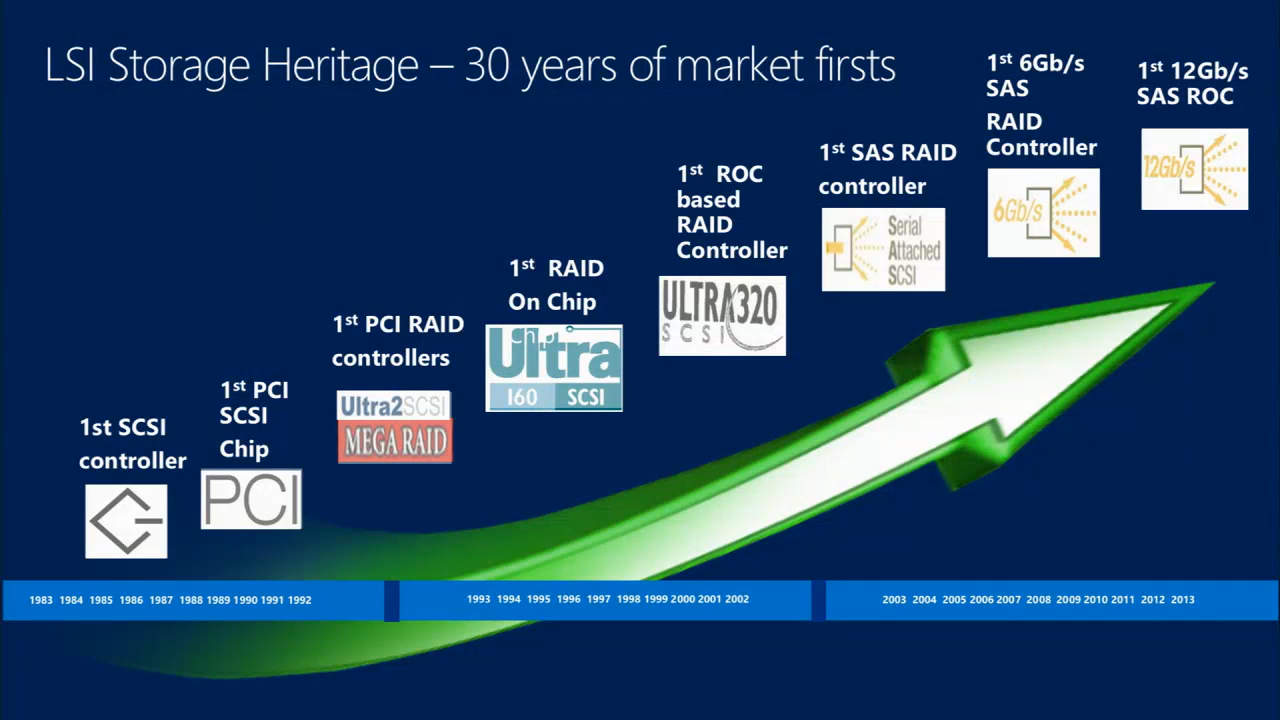 LSI Storage Heritage – 30 years of market firsts
1st SCSI
controller
1st PCI
SCSI
Chip
PCI
1st PCI RAID
controllers
Ultra2SCSI
MEGA RAID
1st RAID
On Chip
Ultra
160 SCSI
1st ROC
based
RAID
Controller
ULTRA320
SCSI
1st SAS RAID
controller
Serial
Attached
SCSI
1st 6Gb/s
SAS
RAID
Controller
6Gb/s
1st 12Gb/s
SAS ROC
12Gb/s
1983 1984 1985 1986 1987 1988 1989 1990 1991 1992
1993 1994 1995 1996 1997 1998 1999 2000 2001 2002
2003 2004 2005 2006 2007 2008 2009 2010 2011 2012 2013